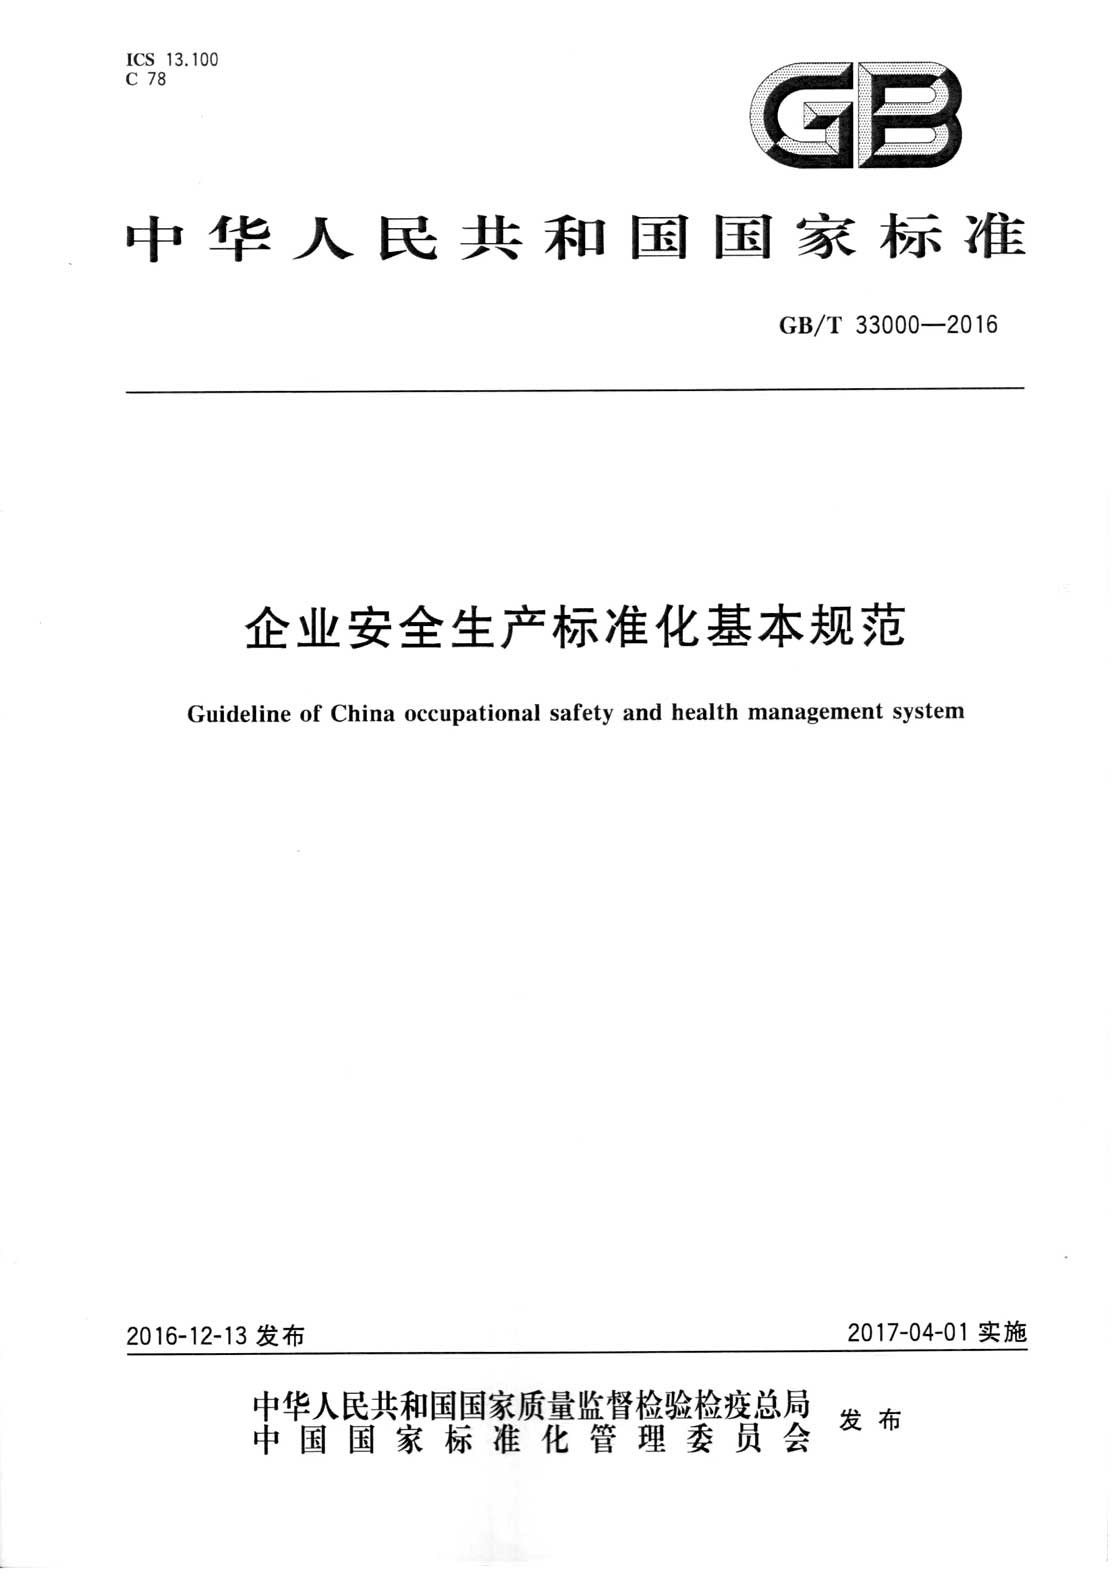 ICS 13.100
C 78
GB
中华人民共和国国家标准
GB/T 33000—2016
企业安全生产标准化基本规范
Guideline of China occupational safety and health management system
2016-12-13 发布
2017-04-01 实施
中华人民共和国国家质量监督检验检疫总局
中国国家标准化管理委员会
发布